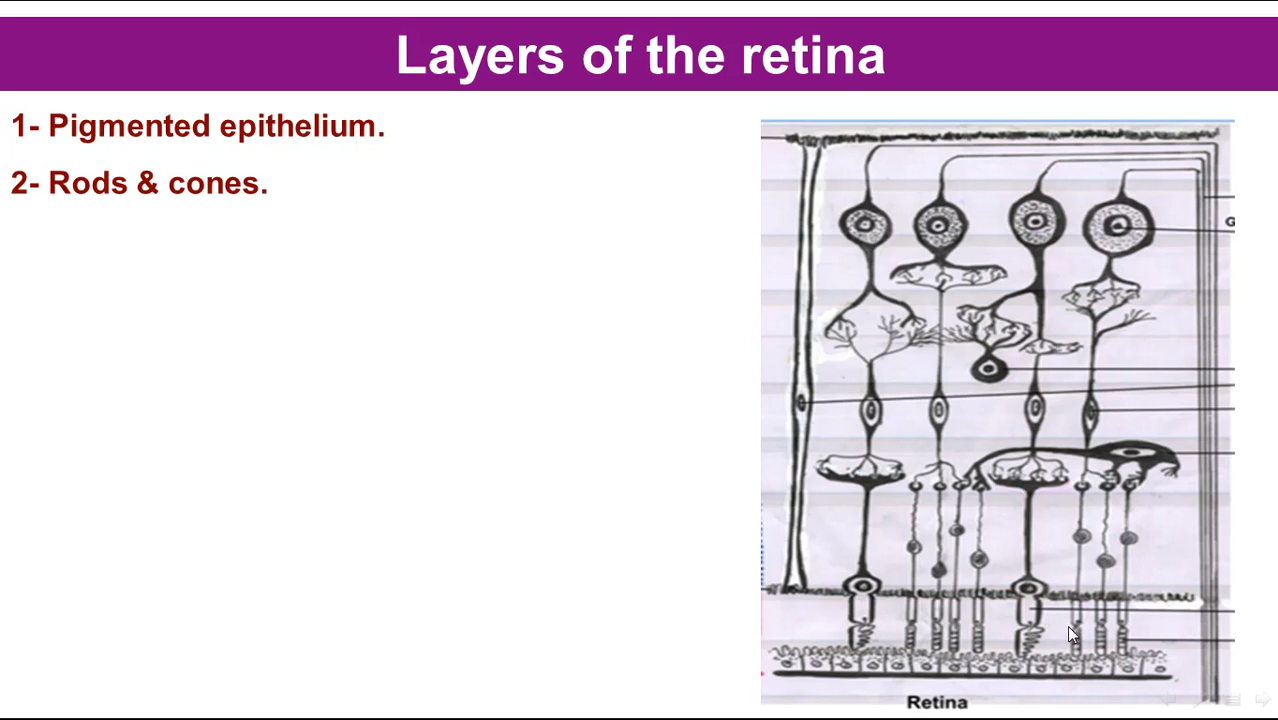 Layers of the retina
1- Pigmented epithelium.
2- Rods & cones.
G
Retina